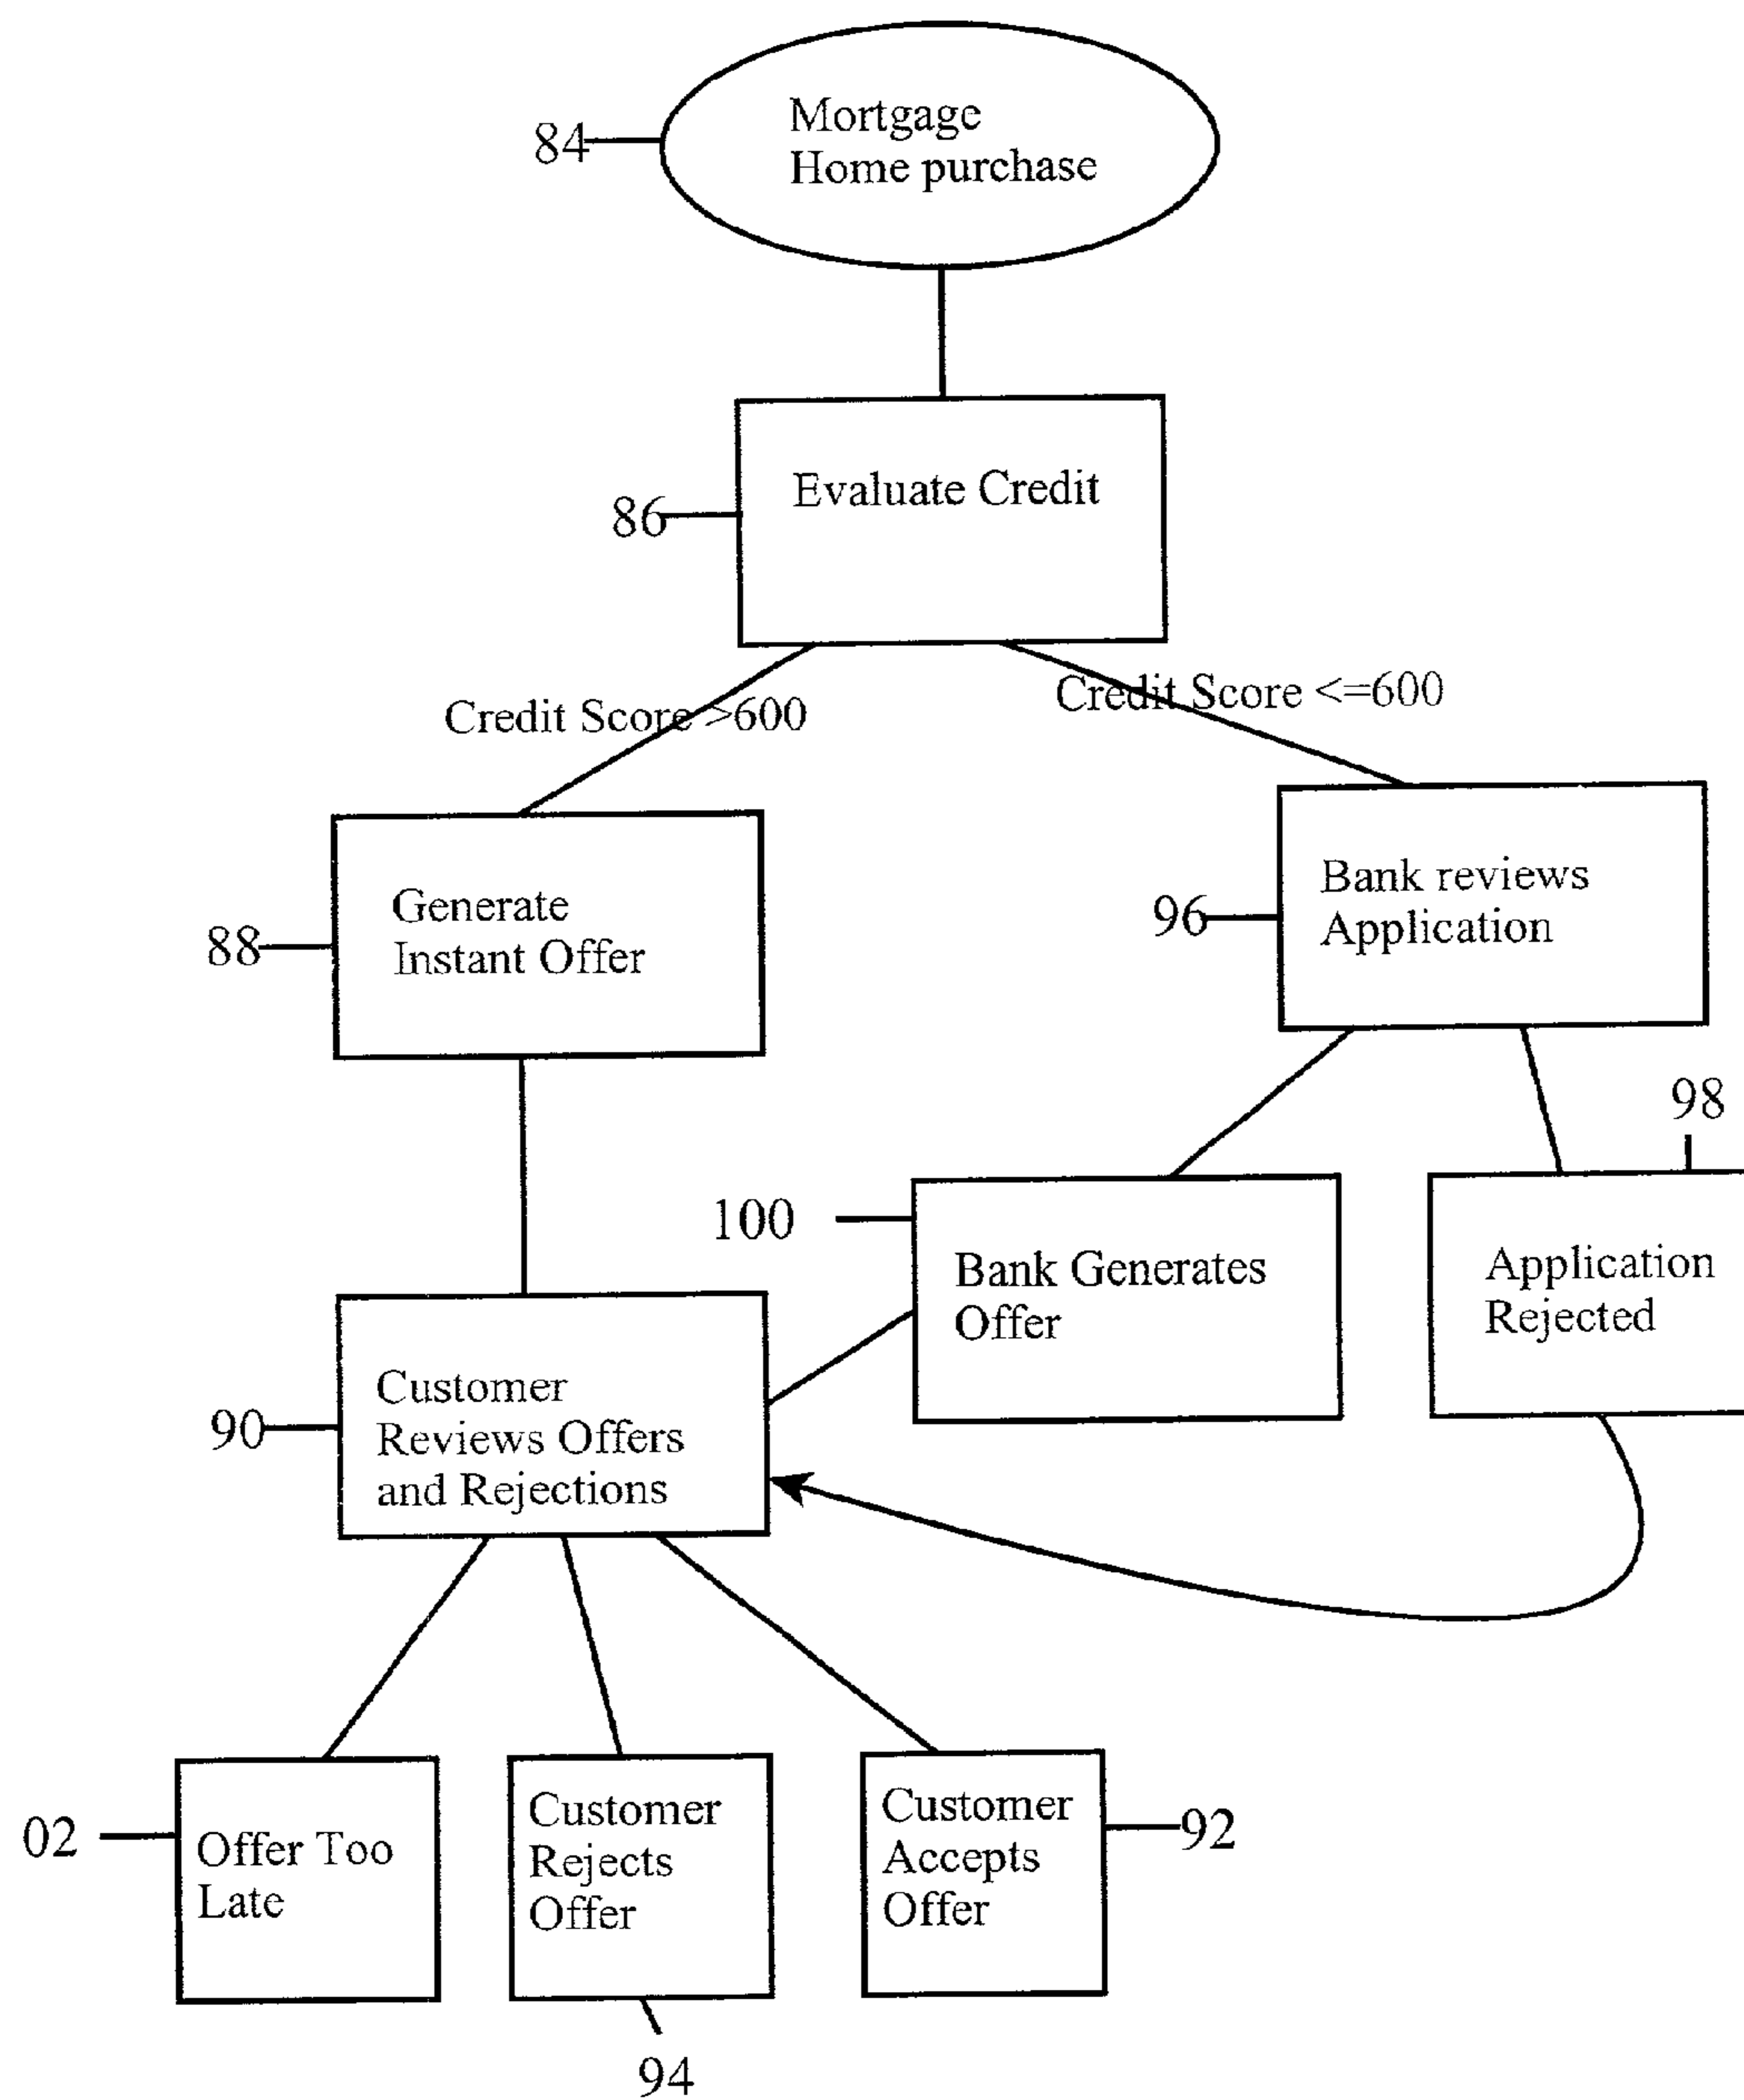 84
Mortgage
Home purchase
86
Evaluate Credit
Credit Score >600
Credit Score <=600
88
Generate
Instant Offer
96
Bank reviews
Application
98
100
Bank Generates
Offer
Application
Rejected
90
Customer
Reviews Offers
and Rejections
02
Offer Too
Late
Customer
Rejects
Offer
Customer
Accepts
Offer
92
94